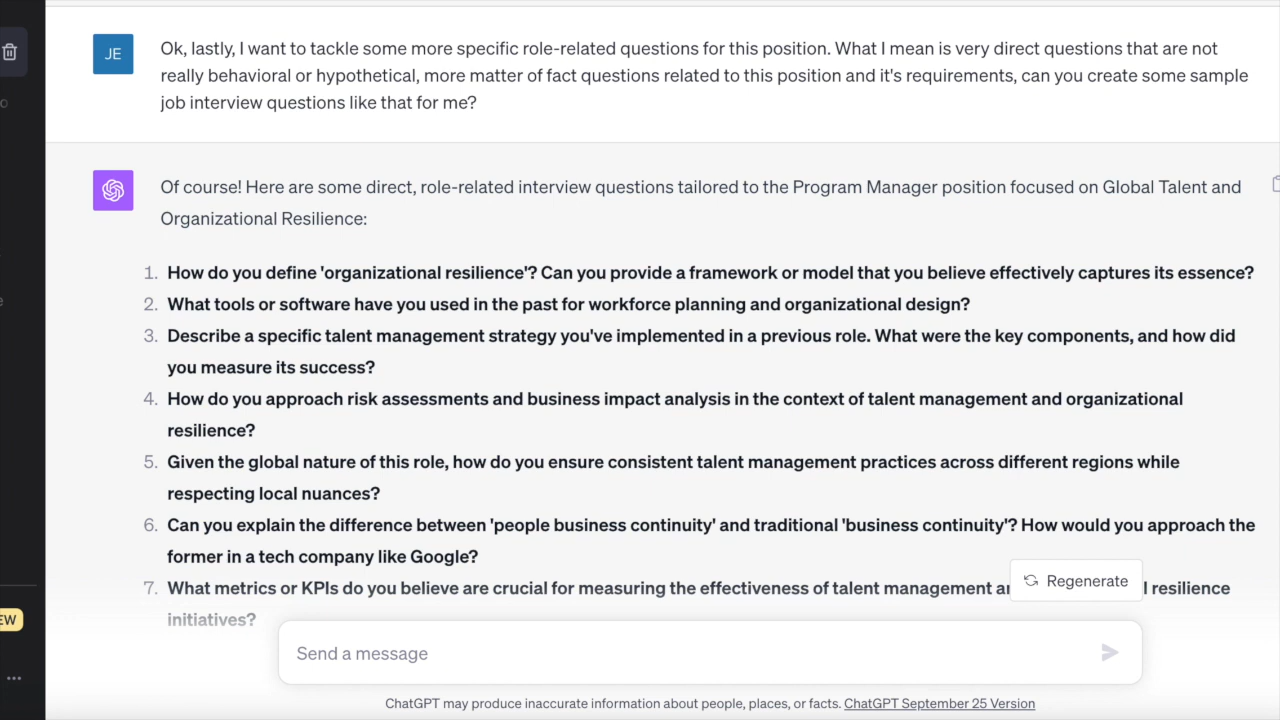 JE
Ok, lastly, I want to tackle some more specific role-related questions for this position. What I mean is very direct questions that are not
really behavioral or hypothetical, more matter of fact questions related to this position and it's requirements, can you create some sample
job interview questions like that for me?
Of course! Here are some direct, role-related interview questions tailored to the Program Manager position focused on Global Talent and
Organizational Resilience:
1. How do you define 'organizational resilience'? Can you provide a framework or model that you believe effectively captures its essence?
2. What tools or software have you used in the past for workforce planning and organizational design?
3. Describe a specific talent management strategy you've implemented in a previous role. What were the key components, and how did
you measure its success?
4. How do you approach risk assessments and business impact analysis in the context of talent management and organizational
resilience?
5. Given the global nature of this role, how do you ensure consistent talent management practices across different regions while
respecting local nuances?
6. Can you explain the difference between 'people business continuity' and traditional 'business continuity'? How would you approach the
former in a tech company like Google?
7. What metrics or KPIs do you believe are crucial for measuring the effectiveness of talent management resilience
initiatives?
Regenerate
Send a message
ChatGPT may produce inaccurate information about people, places, or facts. ChatGPT September 25 Version